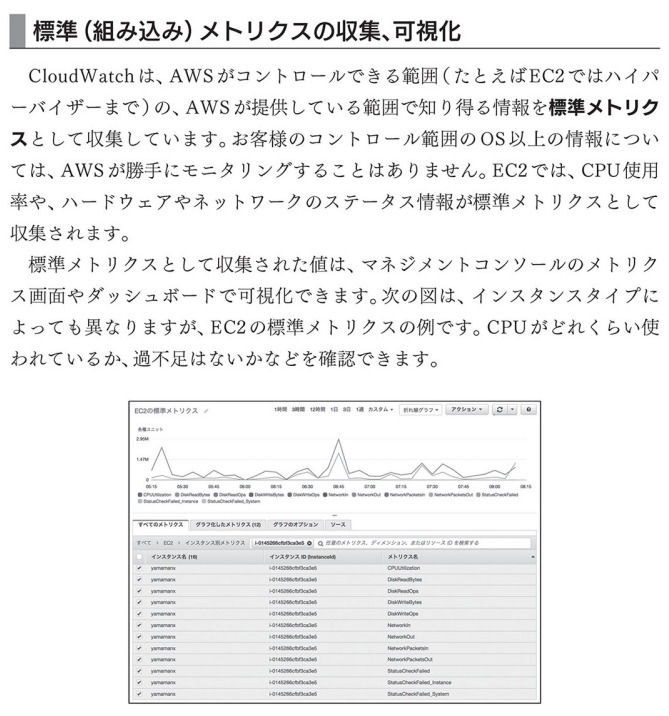 標準（組み込み）メトリクスの収集、可視化
CloudWatchは、AWSがコントロールできる範囲（たとえばEC2ではハイパ
ーバイザーまで）の、AWSが提供している範囲で知り得る情報を標準メトリク
スとして収集しています。お客様のコントロール範囲のOS以上の情報につい
ては、AWSが勝手にモニタリングすることはありません。EC2では、CPU使用
率や、ハードウェアやネットワークのステータス情報が標準メトリクスとして
収集されます。
標準メトリクスとして収集された値は、マネジメントコンソールのメトリク
ス画面やダッシュボードで可視化できます。次の図は、インスタンスタイプに
よっても異なりますが、EC2の標準メトリクスの例です。CPUがどれくらい使
われているか、過不足はないかなどを確認できます。
EC2の標準メトリクス 1時間 3時間 12時間 1日 3日 1週 カスタム 折れ線グラフ アクション
各種ユニット
2.95M
1.47M
0
05:15 05:30 05:45 06:00 06:15 06:30 06:45 07:00 07:15 07:30 07:45 08:00 08:15
CPUUtilization DiskReadBytes DiskReadOps DiskWriteBytes DiskWriteOps NetworkIn NetworkOut NetworkPacketsIn NetworkPacketsOut StatusCheckFailed
StatusCheckFailed_Instance StatusCheckFailed_System
すべてのメトリクス グラフ化したメトリクス (12) グラフのオプション ソース
すべて > EC2 > インスタンス別メトリクス i-0145266cfbf3ca3e5 任意のメトリクス、ディメンション、またはリソース ID を検索する
インスタンス名 (16) インスタンス ID (InstanceId) メトリクス名
yamamanx i-0145266cfbf3ca3e5 CPUUtilization
yamamanx i-0145266cfbf3ca3e5 DiskReadBytes
yamamanx i-0145266cfbf3ca3e5 DiskReadOps
yamamanx i-0145266cfbf3ca3e5 DiskWriteBytes
yamamanx i-0145266cfbf3ca3e5 DiskWriteOps
yamamanx i-0145266cfbf3ca3e5 NetworkIn
yamamanx i-0145266cfbf3ca3e5 NetworkOut
yamamanx i-0145266cfbf3ca3e5 NetworkPacketsIn
yamamanx i-0145266cfbf3ca3e5 NetworkPacketsOut
yamamanx i-0145266cfbf3ca3e5 StatusCheckFailed
yamamanx i-0145266cfbf3ca3e5 StatusCheckFailed_Instance
yamamanx i-0145266cfbf3ca3e5 StatusCheckFailed_System